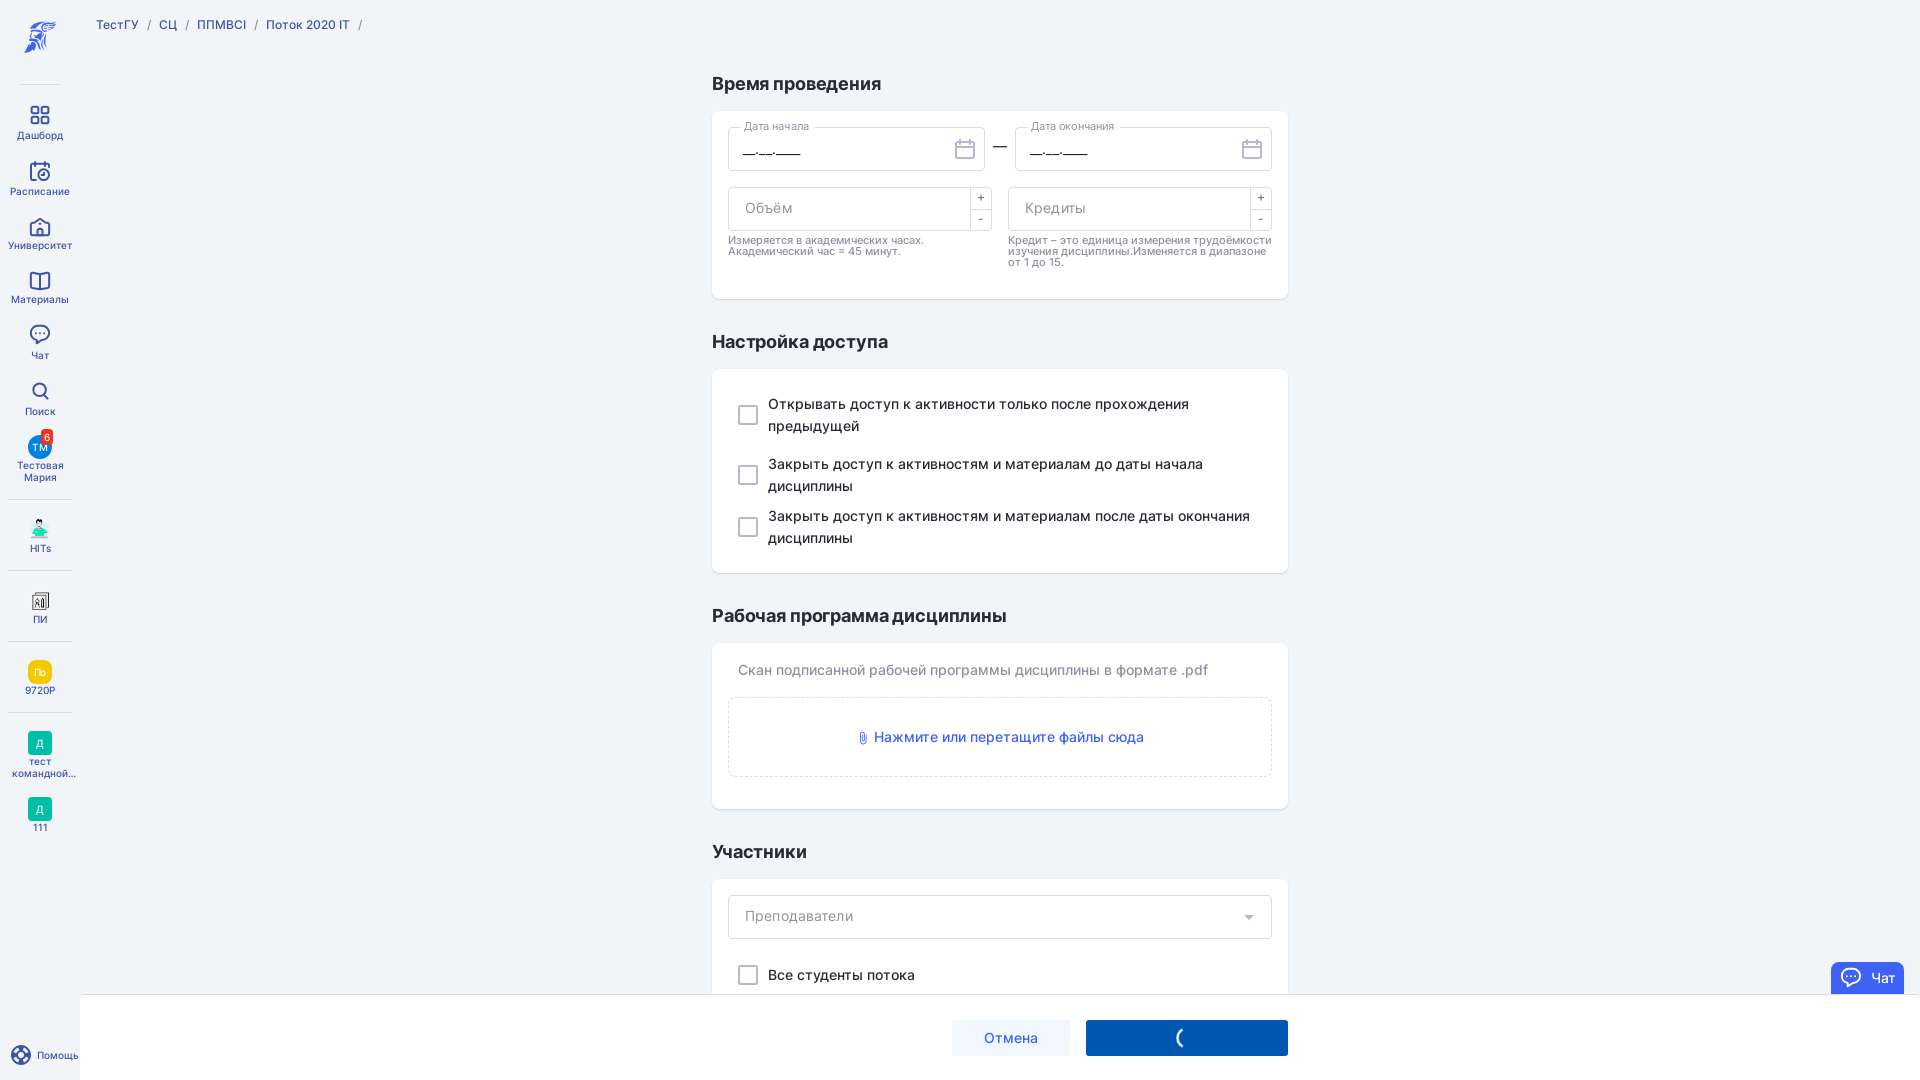 ТестГУ / СЦ / ППМВCI / Поток 2020 IT /
Дашборд
Расписание
Университет
Материалы
Чат
Поиск
6
ТМ
Тестовая
Мария
HITs
ПИ
Пь
9720Р
Д
тест
командной...
Д
111
Помощь
Время проведения
Дата начала
__.__.____
—
Дата окончания
__.__.____
Объём
+
-
Измеряется в академических часах.
Академический час = 45 минут.
Кредиты
+
-
Кредит – это единица измерения трудоёмкости
изучения дисциплины.Изменяется в диапазоне
от 1 до 15.
Настройка доступа
Открывать доступ к активности только после прохождения
предыдущей
Закрыть доступ к активностям и материалам до даты начала
дисциплины
Закрыть доступ к активностям и материалам после даты окончания
дисциплины
Рабочая программа дисциплины
Скан подписанной рабочей программы дисциплины в формате .pdf
Нажмите или перетащите файлы сюда
Участники
Преподаватели
Все студенты потока
Чат
Отмена